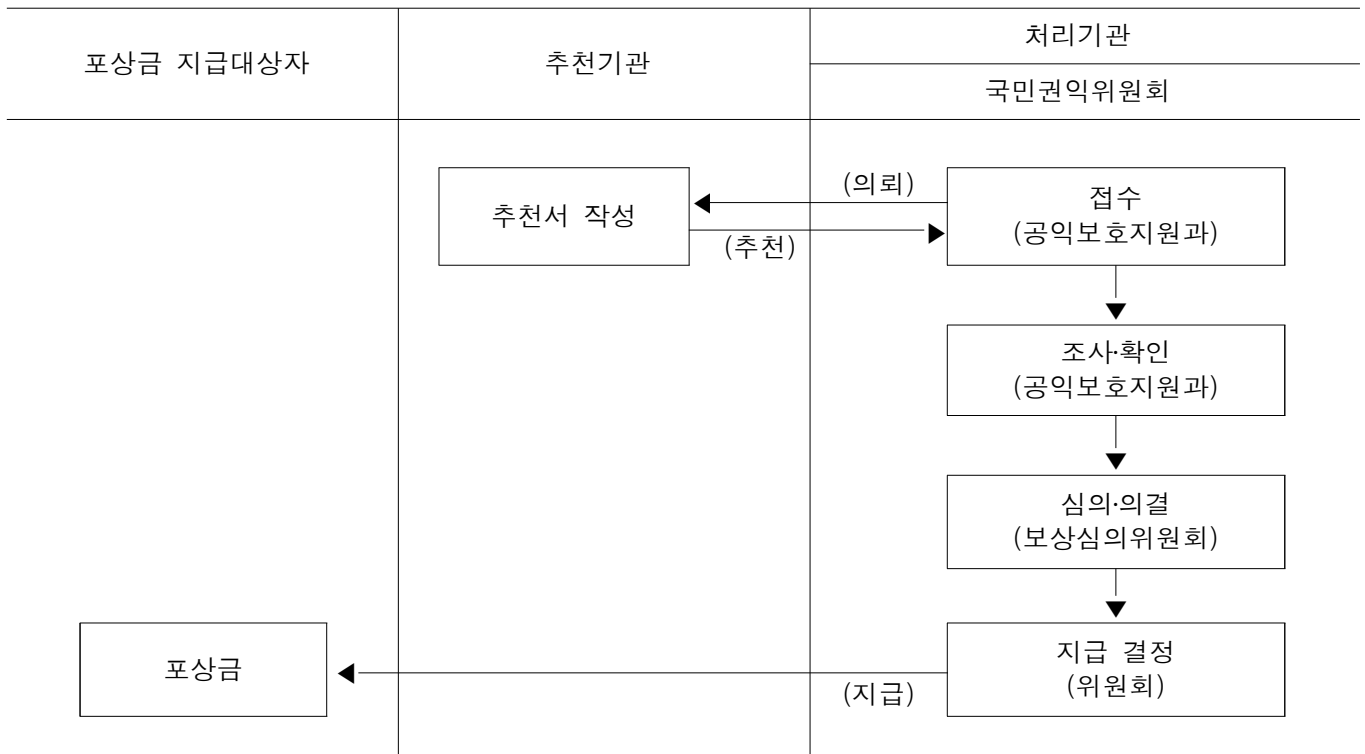 포상금 지급대상자
추천기관
처리기관
국민권익위원회
추천서 작성
(의뢰)
(추천)
접수
(공익보호지원과)
조사·확인
(공익보호지원과)
심의·의결
(보상심의위원회)
포상금
(지급)
지급 결정
(위원회)